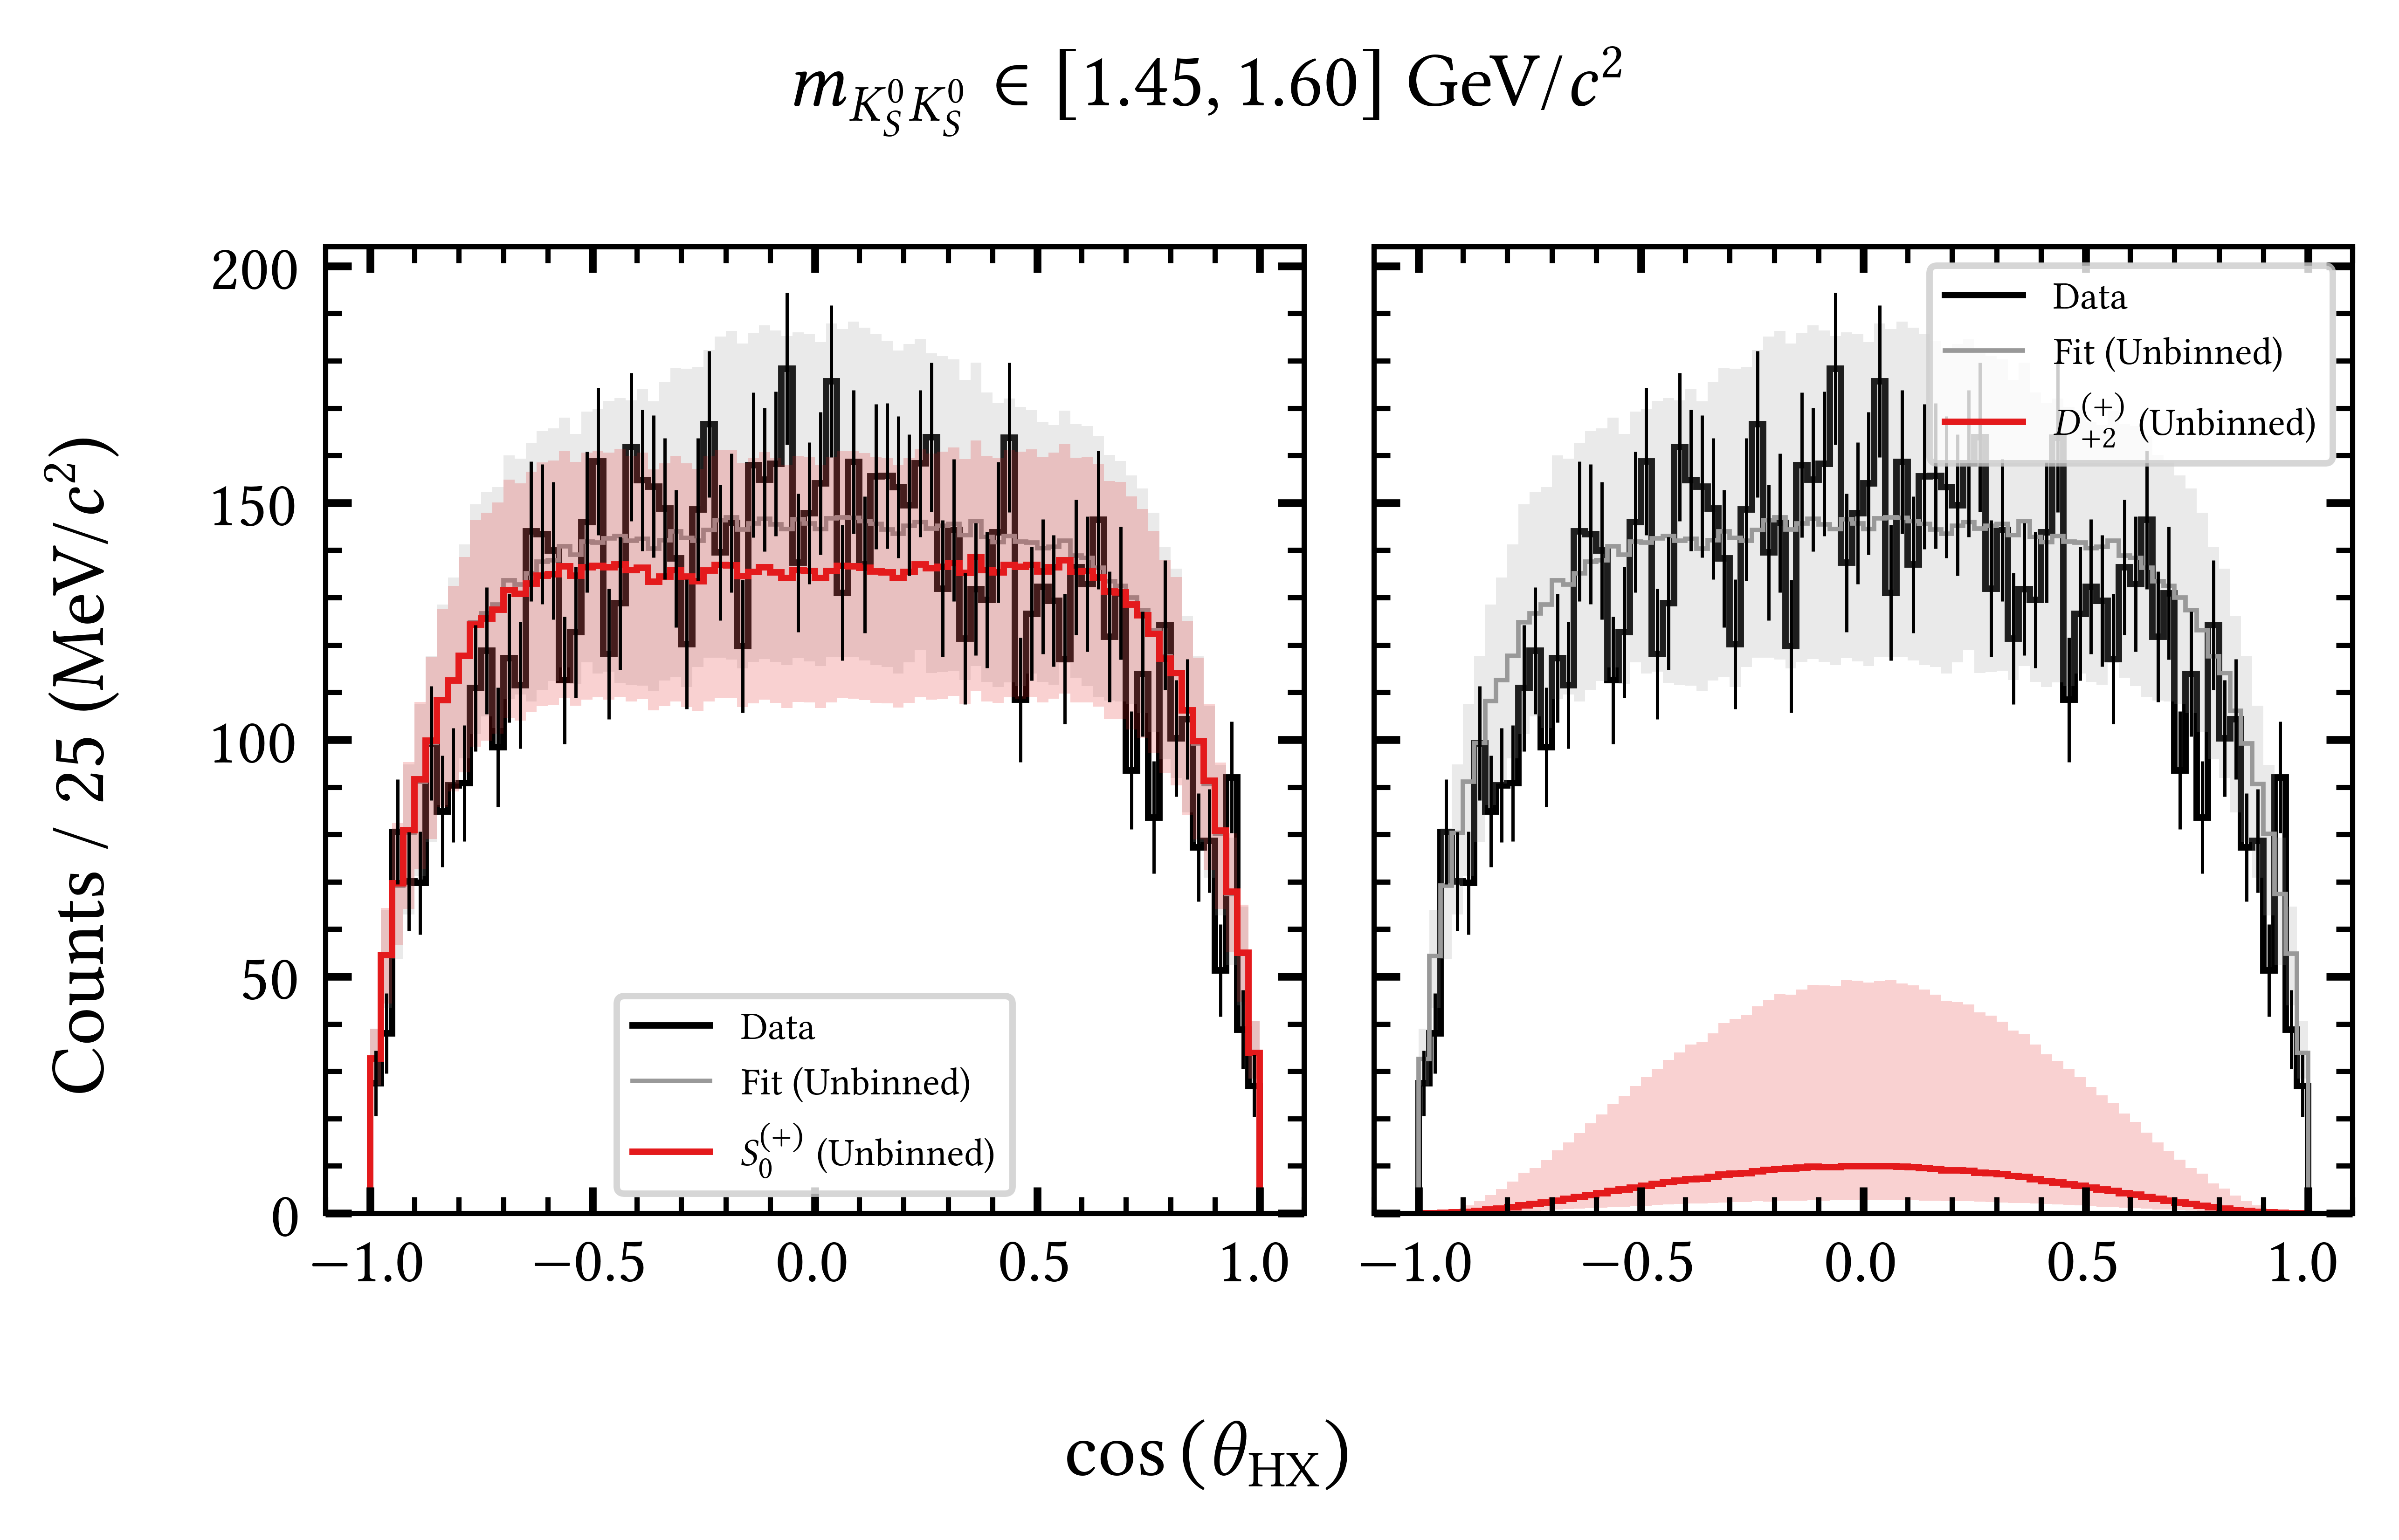 m_{K_S^0 K_S^0} ∈ [1.45, 1.60] GeV/c²
Counts / 25 (MeV/c²)
200
150
100
50
0
Data
Fit (Unbinned)
S_0^{(+)} (Unbinned)
−1.0 −0.5 0.0 0.5 1.0
Data
Fit (Unbinned)
D_{+2}^{(+)} (Unbinned)
−1.0 −0.5 0.0 0.5 1.0
cos (θ_HX)